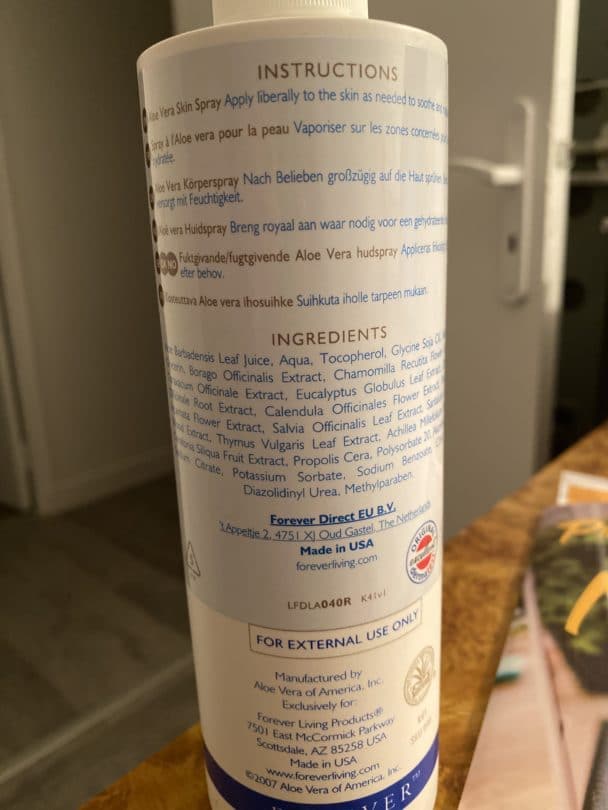 INSTRUCTIONS
Aloe Vera Skin Spray Apply liberally to the skin as needed to soothe and
Spray à l'Aloe vera pour la peau Vaporiser sur les zones concernées
hydratée.
Aloe Vera Körperspray Nach Belieben großzügig auf die Haut sprühen.
versorgt mit Feuchtigkeit.
Aloë vera Huidspray Breng royaal aan waar nodig voor een gehydrateerde
Fuktgivande/fugtgivende Aloe Vera hudspray Appliceras
efter behov.
Kosteuttava Aloe vera ihosuihke Suihkuta iholle tarpeen mukaan.
INGREDIENTS
Barbadensis Leaf Juice, Aqua, Tocopherol, Glycine Soja Oil,
Borago Officinalis Extract, Chamomilla Recutita Flower
Officinale Extract, Eucalyptus Globulus Leaf
Root Extract, Calendula Officinales Flower Extract,
Flower Extract, Salvia Officinalis Leaf Extract,
Extract, Thymus Vulgaris Leaf Extract, Achillea
Siliqua Fruit Extract, Propolis Cera, Polysorbate 20,
Citrate, Potassium Sorbate, Sodium Benzoate,
Diazolidinyl Urea, Methylparaben.
Forever Direct EU B.V.
't Appeltje 2, 4751 XJ Oud Gastel, The Netherlands
Made in USA
foreverliving.com
LFDLA040R
FOR EXTERNAL USE ONLY
Manufactured by
Aloe Vera of America, Inc.
Exclusively for:
Forever Living Products®
7501 East McCormick Parkway
Scottsdale, AZ 85258 USA
Made in USA
www.foreverliving.com
©2007 Aloe Vera of America, Inc.